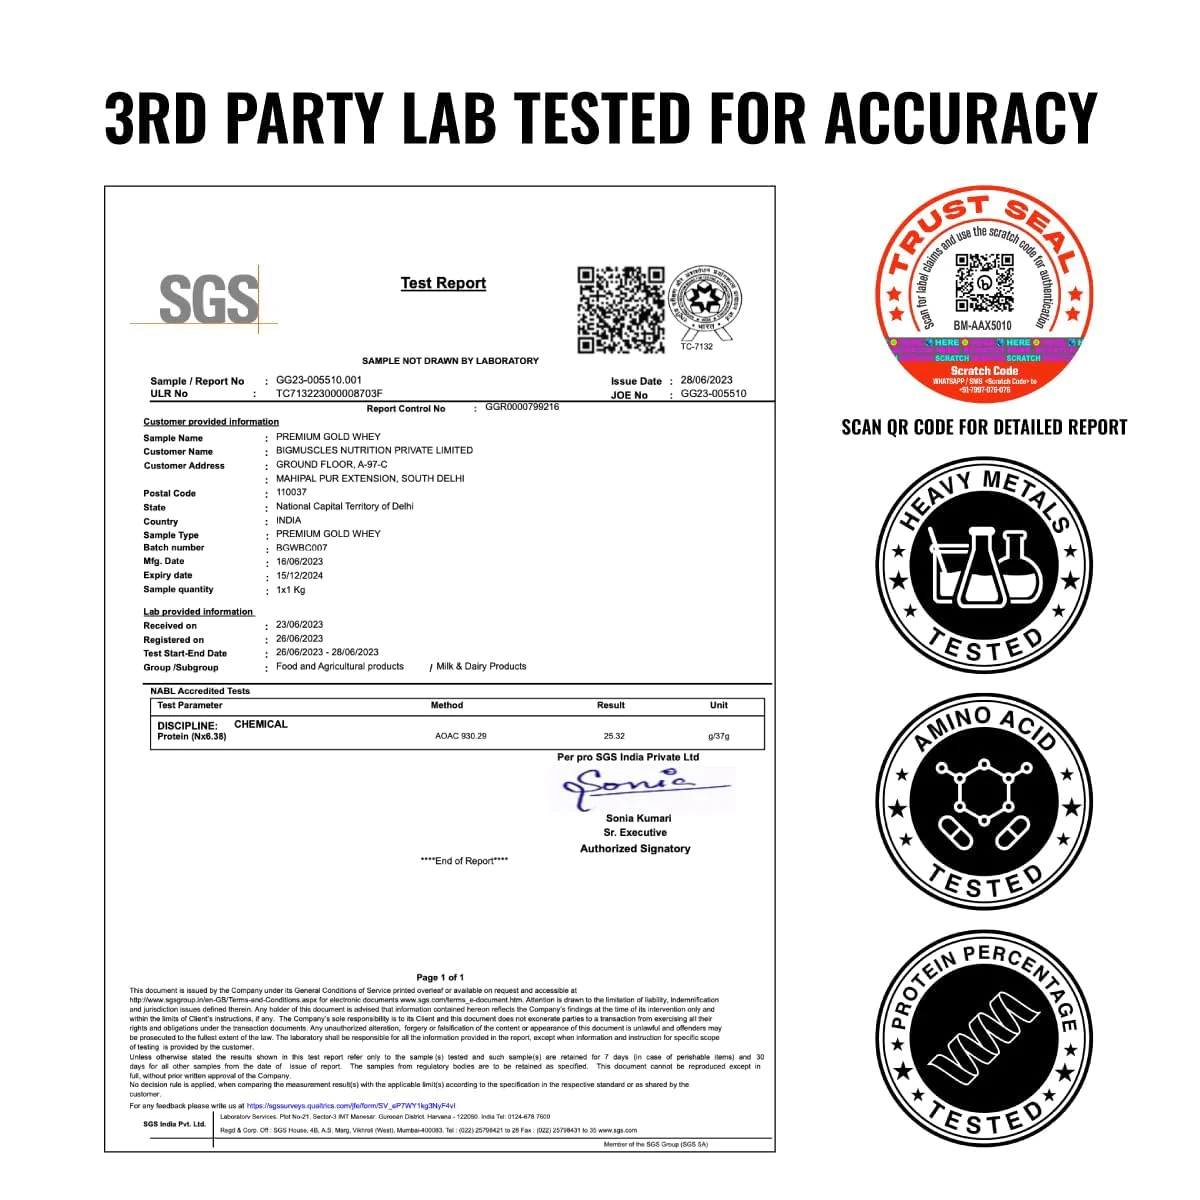 3RD PARTY LAB TESTED FOR ACCURACY
SGS
Test Report
TC-7132
SAMPLE NOT DRAWN BY LABORATORY
Sample / Report No : GG23-005510.001 Issue Date : 28/06/2023
ULR No : TC713223000008703F JOE No : GG23-005510
Report Control No : GGR0000799216
Customer provided information
Sample Name : PREMIUM GOLD WHEY
Customer Name : BIGMUSCLES NUTRITION PRIVATE LIMITED
Customer Address : GROUND FLOOR, A-97-C
: MAHIPAL PUR EXTENSION, SOUTH DELHI
Postal Code : 110037
State : National Capital Territory of Delhi
Country : INDIA
Sample Type : PREMIUM GOLD WHEY
Batch number : BGWBC007
Mfg. Date : 16/06/2023
Expiry date : 15/12/2024
Sample quantity : 1x1 Kg
Lab provided information
Received on : 23/06/2023
Registered on : 26/06/2023
Test Start-End Date : 26/06/2023 - 28/06/2023
Group /Subgroup : Food and Agricultural products / Milk & Dairy Products
NABL Accredited Tests
Test Parameter Method Result Unit
DISCIPLINE: CHEMICAL
Protein (Nx6.38) AOAC 930.29 25.32 g/37g
Per pro SGS India Private Ltd
Sonia
Sonia Kumari
Sr. Executive
Authorized Signatory
****End of Report****
Page 1 of 1
This document is issued by the Company under its General Conditions of Service printed overleaf or available on request and accessible at
http://www.sgsgroup.in/en-GB/Terms-and-Conditions.aspx for electronic documents www.sgs.com/terms_e-document.htm. Attention is drawn to the limitation of liability, indemnification
and jurisdiction issues defined therein. Any holder of this document is advised that information contained hereon reflects the Company's findings at the time of its intervention only and
within the limits of Client's instructions, if any. The Company's sole responsibility is to its Client and this document does not exonerate parties to a transaction from exercising all their
rights and obligations under the transaction documents. Any unauthorized alteration, forgery or falsification of the content or appearance of this document is unlawful and offenders may
be prosecuted to the fullest extent of the law. The laboratory shall be responsible for all the information provided in the report, except when information and instruction for specific scope
of testing is provided by the customer.
Unless otherwise stated the results shown in this test report refer only to the sample(s) tested and such sample(s) are retained for 7 days (in case of perishable items) and 30
days for all other samples from the date of issue of report. The samples from regulatory bodies are to be retained as specified. This document cannot be reproduced except in
full, without prior written approval of the Company.
No decision rule is applied, when comparing the measurement result(s) with the applicable limit(s) according to the specification in the respective standard or as shared by the
customer.
For any feedback please write us at https://sgssurveys.qualtrics.com/jfe/form/SV_eP7WY1kg3NyF4vI
SGS India Pvt. Ltd.
Laboratory Services, Plot No-21, Sector-3 IMT Manesar, Gurgaon District, Haryana - 122050, India Tel: 0124-678 7600
Regd & Corp. Off : SGS House, 4B, A.S. Marg, Vikhroli (West), Mumbai-400083, Tel : (022) 25798421 to 28 Fax : (022) 25798431 to 35 www.sgs.com
Member of the SGS Group (SGS SA)
TRUST SEAL
Scan for label claims and use the scratch code for authentication
BM-AAX5010
HERE HERE
SCRATCH SCRATCH
Scratch Code
WHATSAPP / SMS <Scratch Code> to
+91-7997-076-076
SCAN QR CODE FOR DETAILED REPORT
HEAVY METALS
TESTED
AMINO ACID
TESTED
PROTEIN PERCENTAGE
TESTED